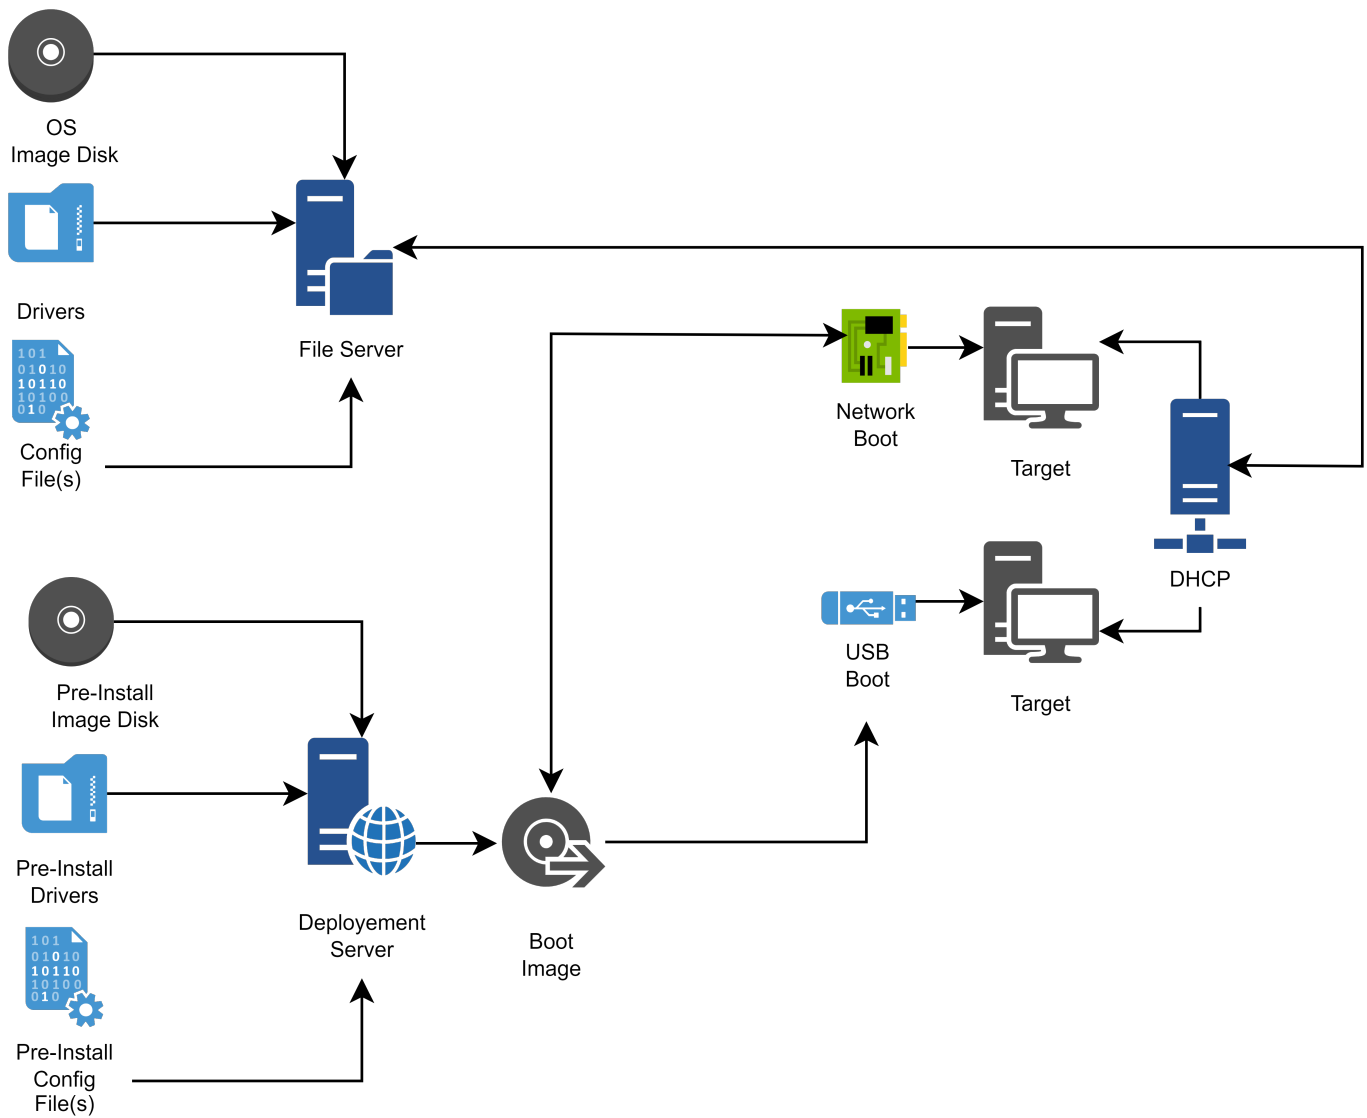 OS
Image Disk
Drivers
101
01010
10110
10100
010
Config
File(s)
File Server
Network
Boot
Target
DHCP
USB
Boot
Target
Pre-Install
Image Disk
Pre-Install
Drivers
101
01010
10110
10100
010
Pre-Install
Config
File(s)
Deployement
Server
Boot
Image